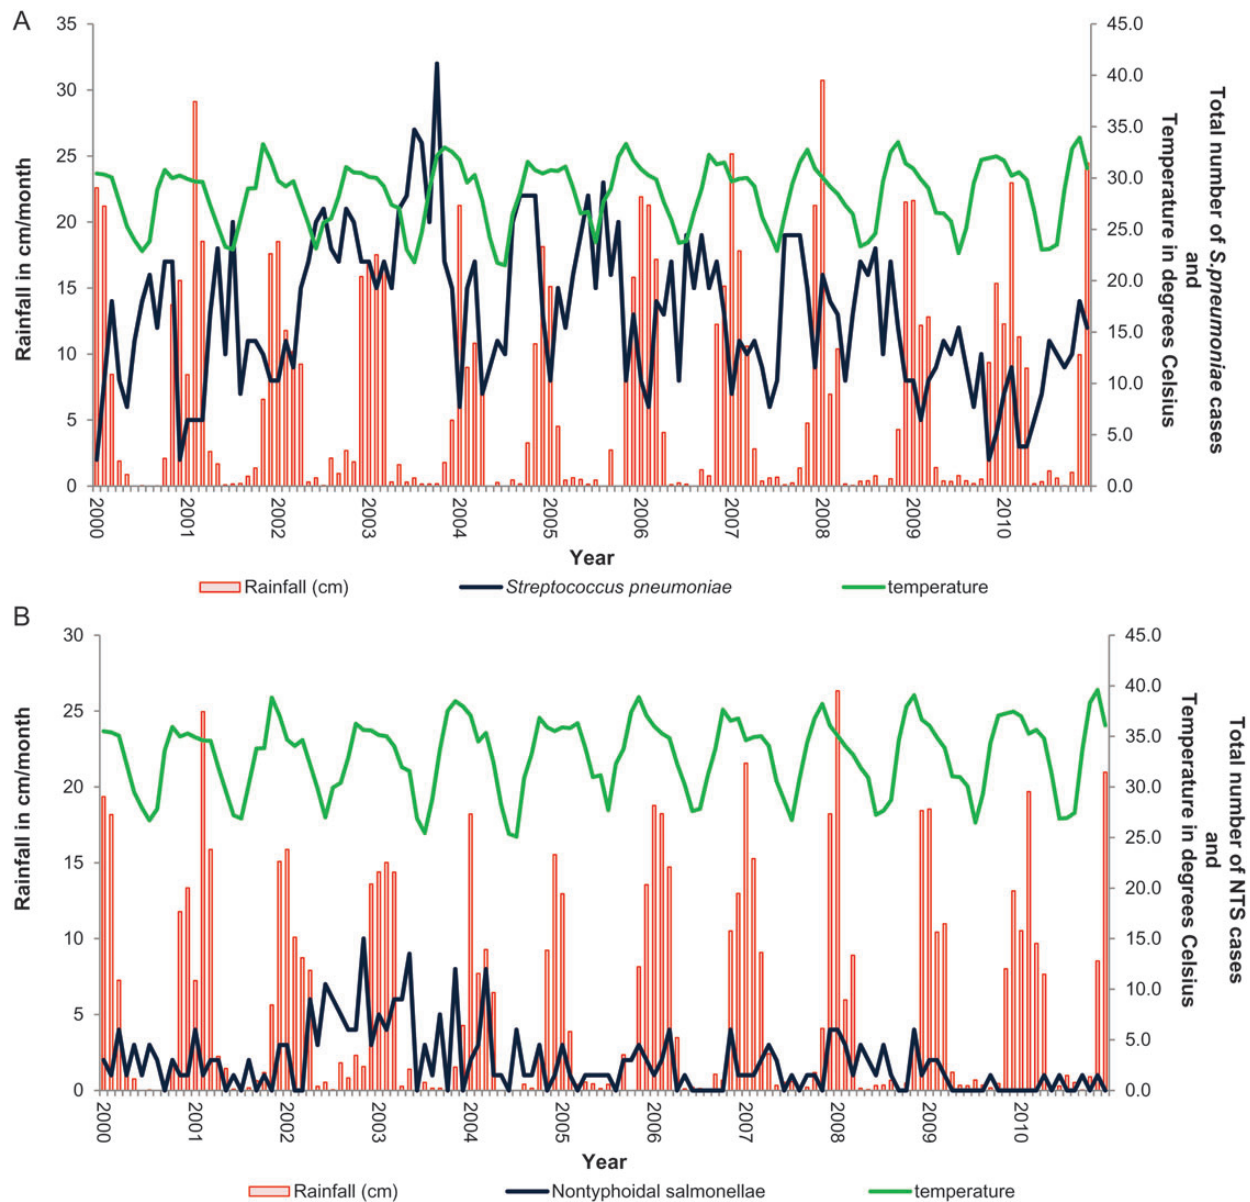 A
35
30
25
20
15
10
5
0
Rainfall in cm/month
45.0
40.0
35.0
30.0
25.0
20.0
15.0
10.0
5.0
0.0
Total number of S.pneumoniae cases
and
Temperature in degrees Celsius
2000 2001 2002 2003 2004 2005 2006 2007 2008 2009 2010
Year
Rainfall (cm) Streptococcus pneumoniae temperature
B
30
25
20
15
10
5
0
Rainfall in cm/month
45.0
40.0
35.0
30.0
25.0
20.0
15.0
10.0
5.0
0.0
Total number of NTS cases
and
Temperature in degrees Celsius
2000 2001 2002 2003 2004 2005 2006 2007 2008 2009 2010
Year
Rainfall (cm) Nontyphoidal salmonellae temperature